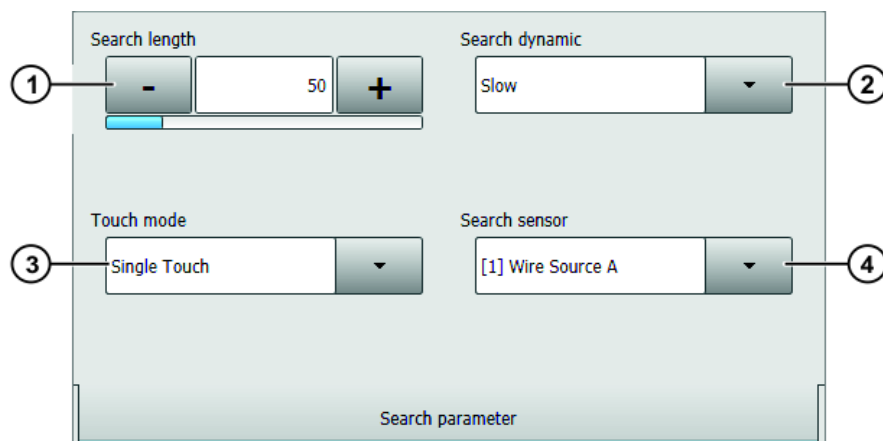 Search length
Search dynamic
1
-
50
+
Slow
2
Touch mode
Search sensor
3
Single Touch
[1] Wire Source A
4
Search parameter